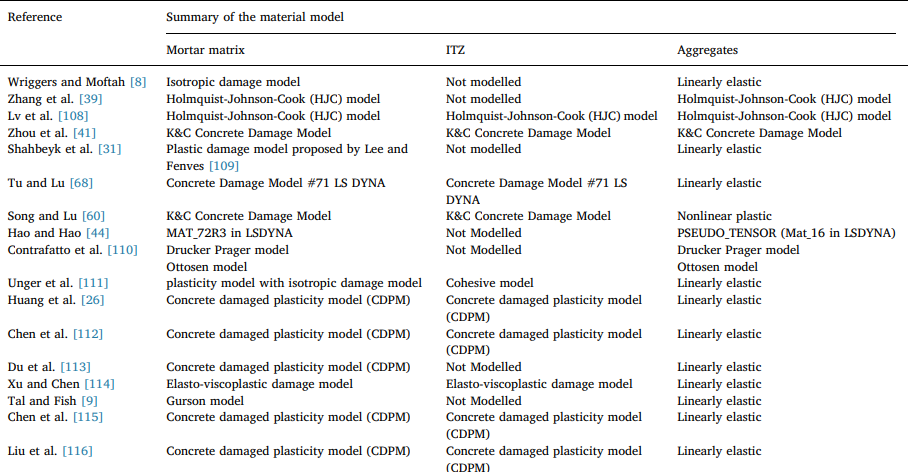 Reference Summary of the material model
Mortar matrix ITZ Aggregates
Wriggers and Moftah [8] Isotropic damage model Not modelled Linearly elastic
Zhang et al. [39] Holmquist-Johnson-Cook (HJC) model Not modelled Holmquist-Johnson-Cook (HJC) model
Lv et al. [108] Holmquist-Johnson-Cook (HJC) model Holmquist-Johnson-Cook (HJC) model Holmquist-Johnson-Cook (HJC) model
Zhou et al. [41] K&C Concrete Damage Model K&C Concrete Damage Model K&C Concrete Damage Model
Shahbeyk et al. [31] Plastic damage model proposed by Lee and Not modelled Linearly elastic
Fenves [109]
Tu and Lu [68] Concrete Damage Model #71 LS DYNA Concrete Damage Model #71 LS Linearly elastic
DYNA
Song and Lu [60] K&C Concrete Damage Model K&C Concrete Damage Model Nonlinear plastic
Hao and Hao [44] MAT_72R3 in LSDYNA Not Modelled PSEUDO_TENSOR (Mat_16 in LSDYNA)
Contrafatto et al. [110] Drucker Prager model Not Modelled Drucker Prager model
Ottosen model Ottosen model
Unger et al. [111] plasticity model with isotropic damage model Cohesive model Linearly elastic
Huang et al. [26] Concrete damaged plasticity model (CDPM) Concrete damaged plasticity model Linearly elastic
(CDPM)
Chen et al. [112] Concrete damaged plasticity model (CDPM) Concrete damaged plasticity model Linearly elastic
(CDPM)
Du et al. [113] Concrete damaged plasticity model (CDPM) Not Modelled Linearly elastic
Xu and Chen [114] Elasto-viscoplastic damage model Elasto-viscoplastic damage model Linearly elastic
Tal and Fish [9] Gurson model Not Modelled Linearly elastic
Chen et al. [115] Concrete damaged plasticity model (CDPM) Concrete damaged plasticity model Linearly elastic
(CDPM)
Liu et al. [116] Concrete damaged plasticity model (CDPM) Concrete damaged plasticity model Linearly elastic
(CDPM)